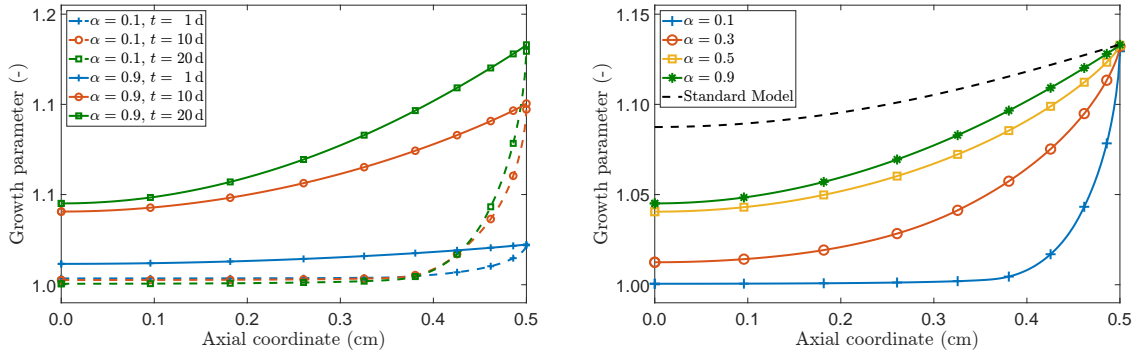 1.2
1.1
1.1
1.00
Growth parameter (-)
α = 0.1, t = 1 d
α = 0.1, t = 10 d
α = 0.1, t = 20 d
α = 0.9, t = 1 d
α = 0.9, t = 10 d
α = 0.9, t = 20 d
0.0 0.1 0.2 0.3 0.4 0.5
Axial coordinate (cm)
1.15
1.10
1.05
1.00
Growth parameter (-)
α = 0.1
α = 0.3
α = 0.5
α = 0.9
Standard Model
0.0 0.1 0.2 0.3 0.4 0.5
Axial coordinate (cm)